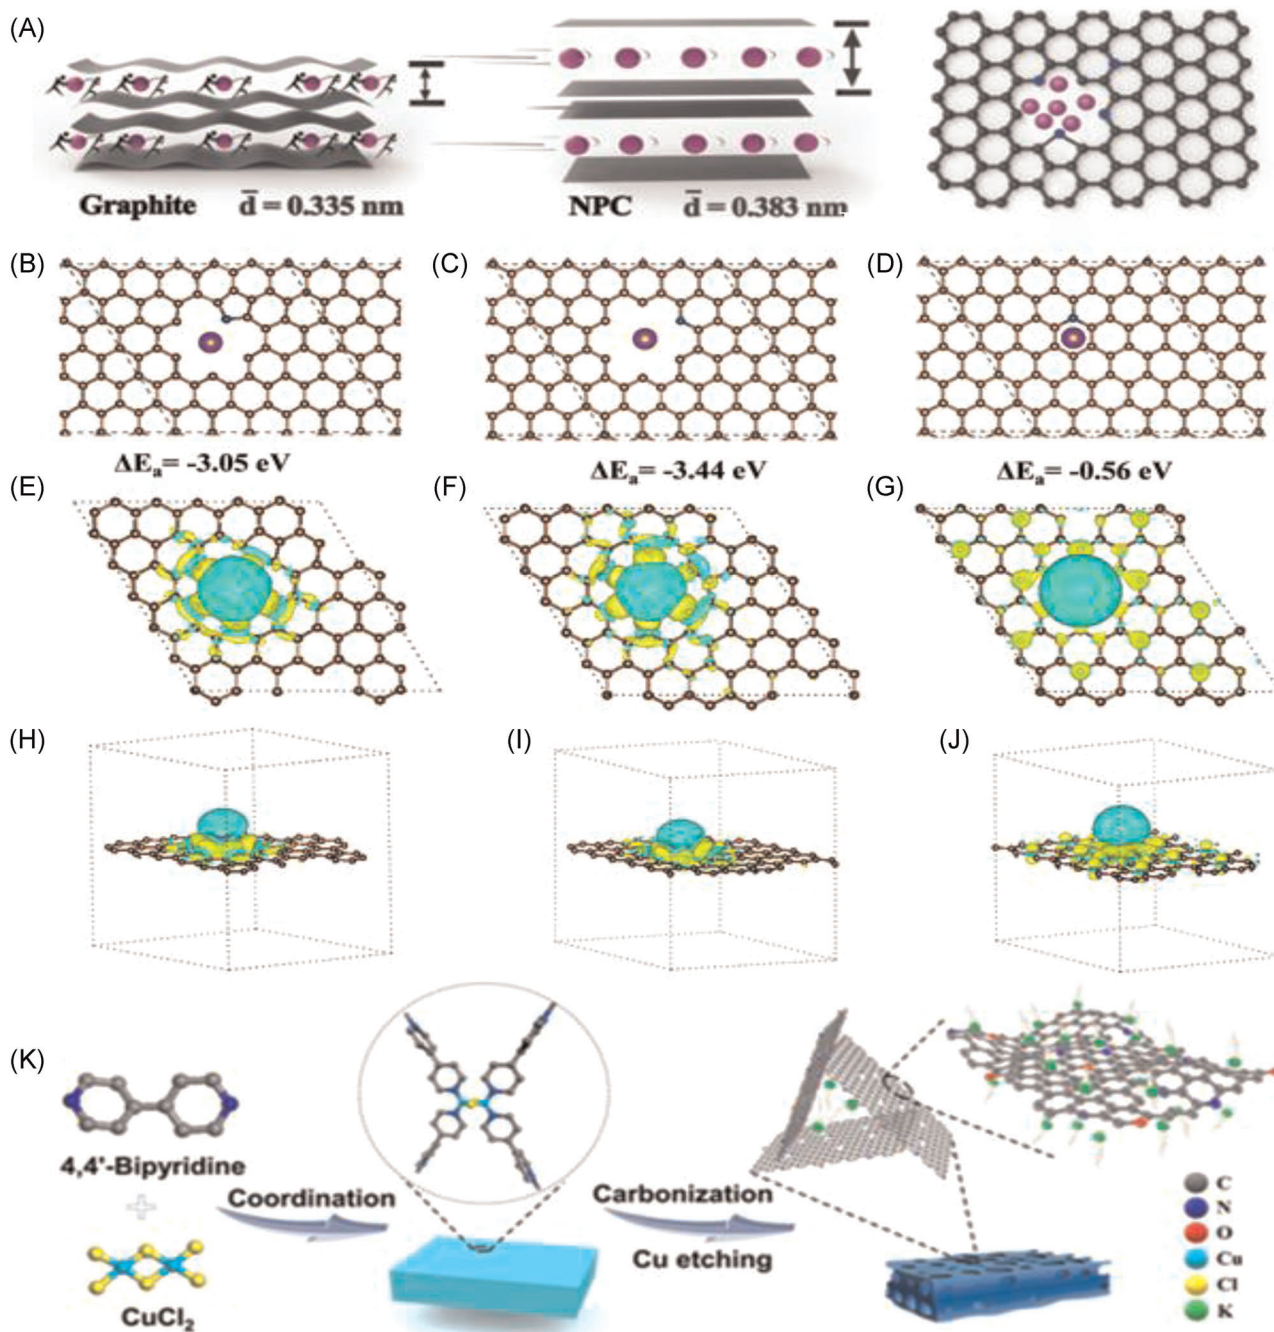 (A)
Graphite d̅ = 0.335 nm
NPC d̅ = 0.383 nm
(B) (C) (D)
ΔEₐ= -3.05 eV
ΔEₐ= -3.44 eV
ΔEₐ= -0.56 eV
(E) (F) (G)
(H) (I) (J)
(K)
4,4'-Bipyridine
CuCl₂
Coordination
Carbonization
Cu etching
C
N
O
Cu
Cl
K